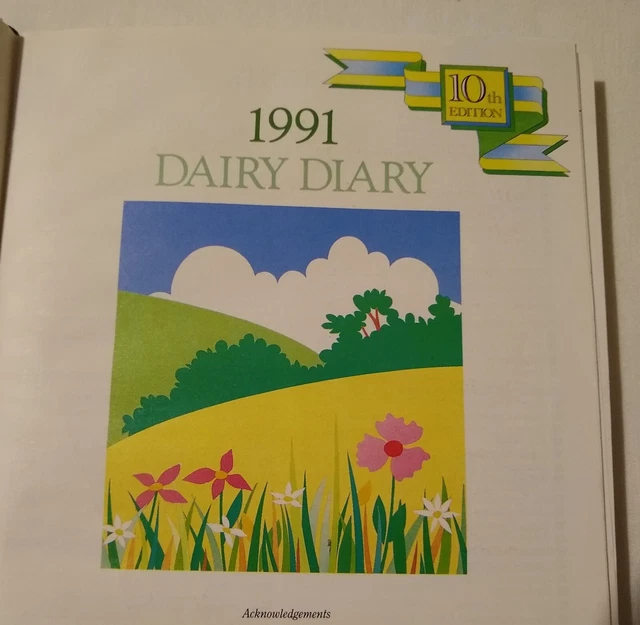 10th
EDITION
1991
DAIRY DIARY
Acknowledgements